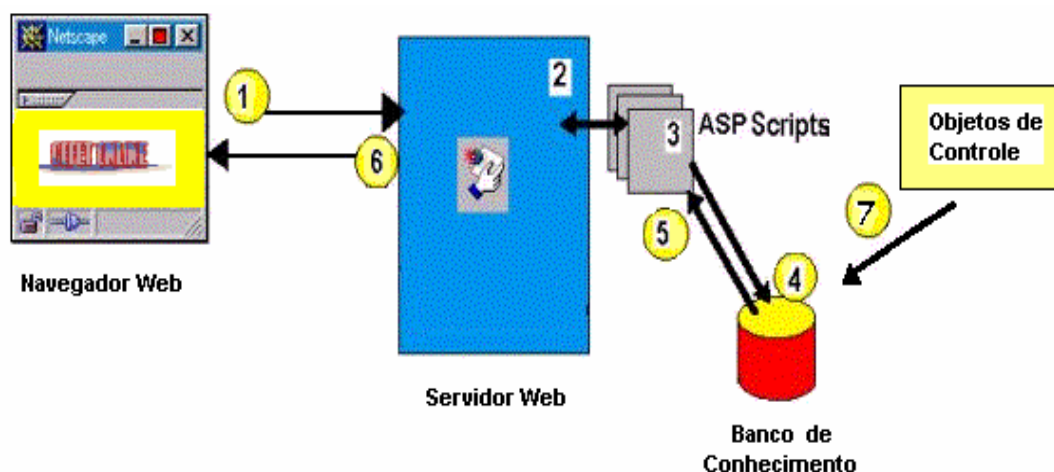 Netscape
1
2
3
ASP Scripts
Objetos de
Controle
6
7
5
4
Navegador Web
Servidor Web
Banco de
Conhecimento